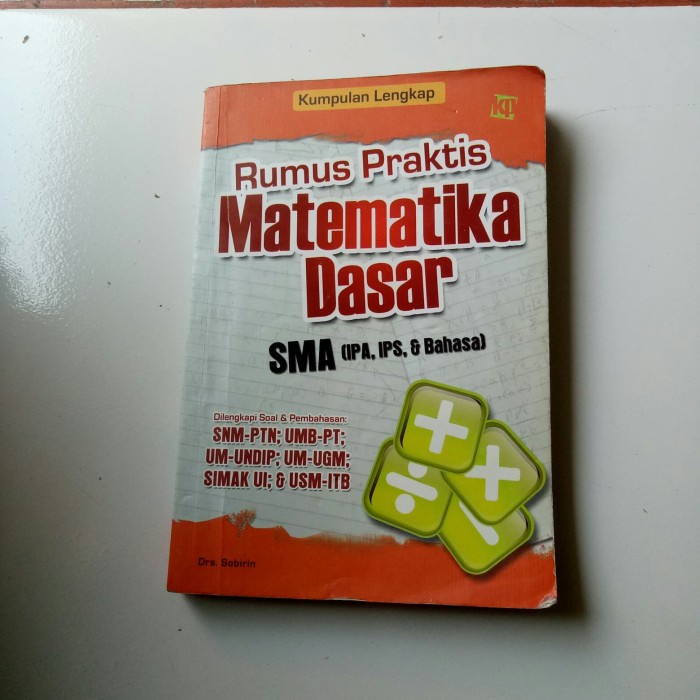 Kumpulan Lengkap
Rumus Praktis
Matematika
Dasar
SMA (IPA, IPS, & Bahasa)
Dilengkapi Soal & Pembahasan:
SNM-PTN; UMB-PT;
UM-UNDIP; UM-UGM;
SIMAK UI; & USM-ITB
Drs. Sobirin